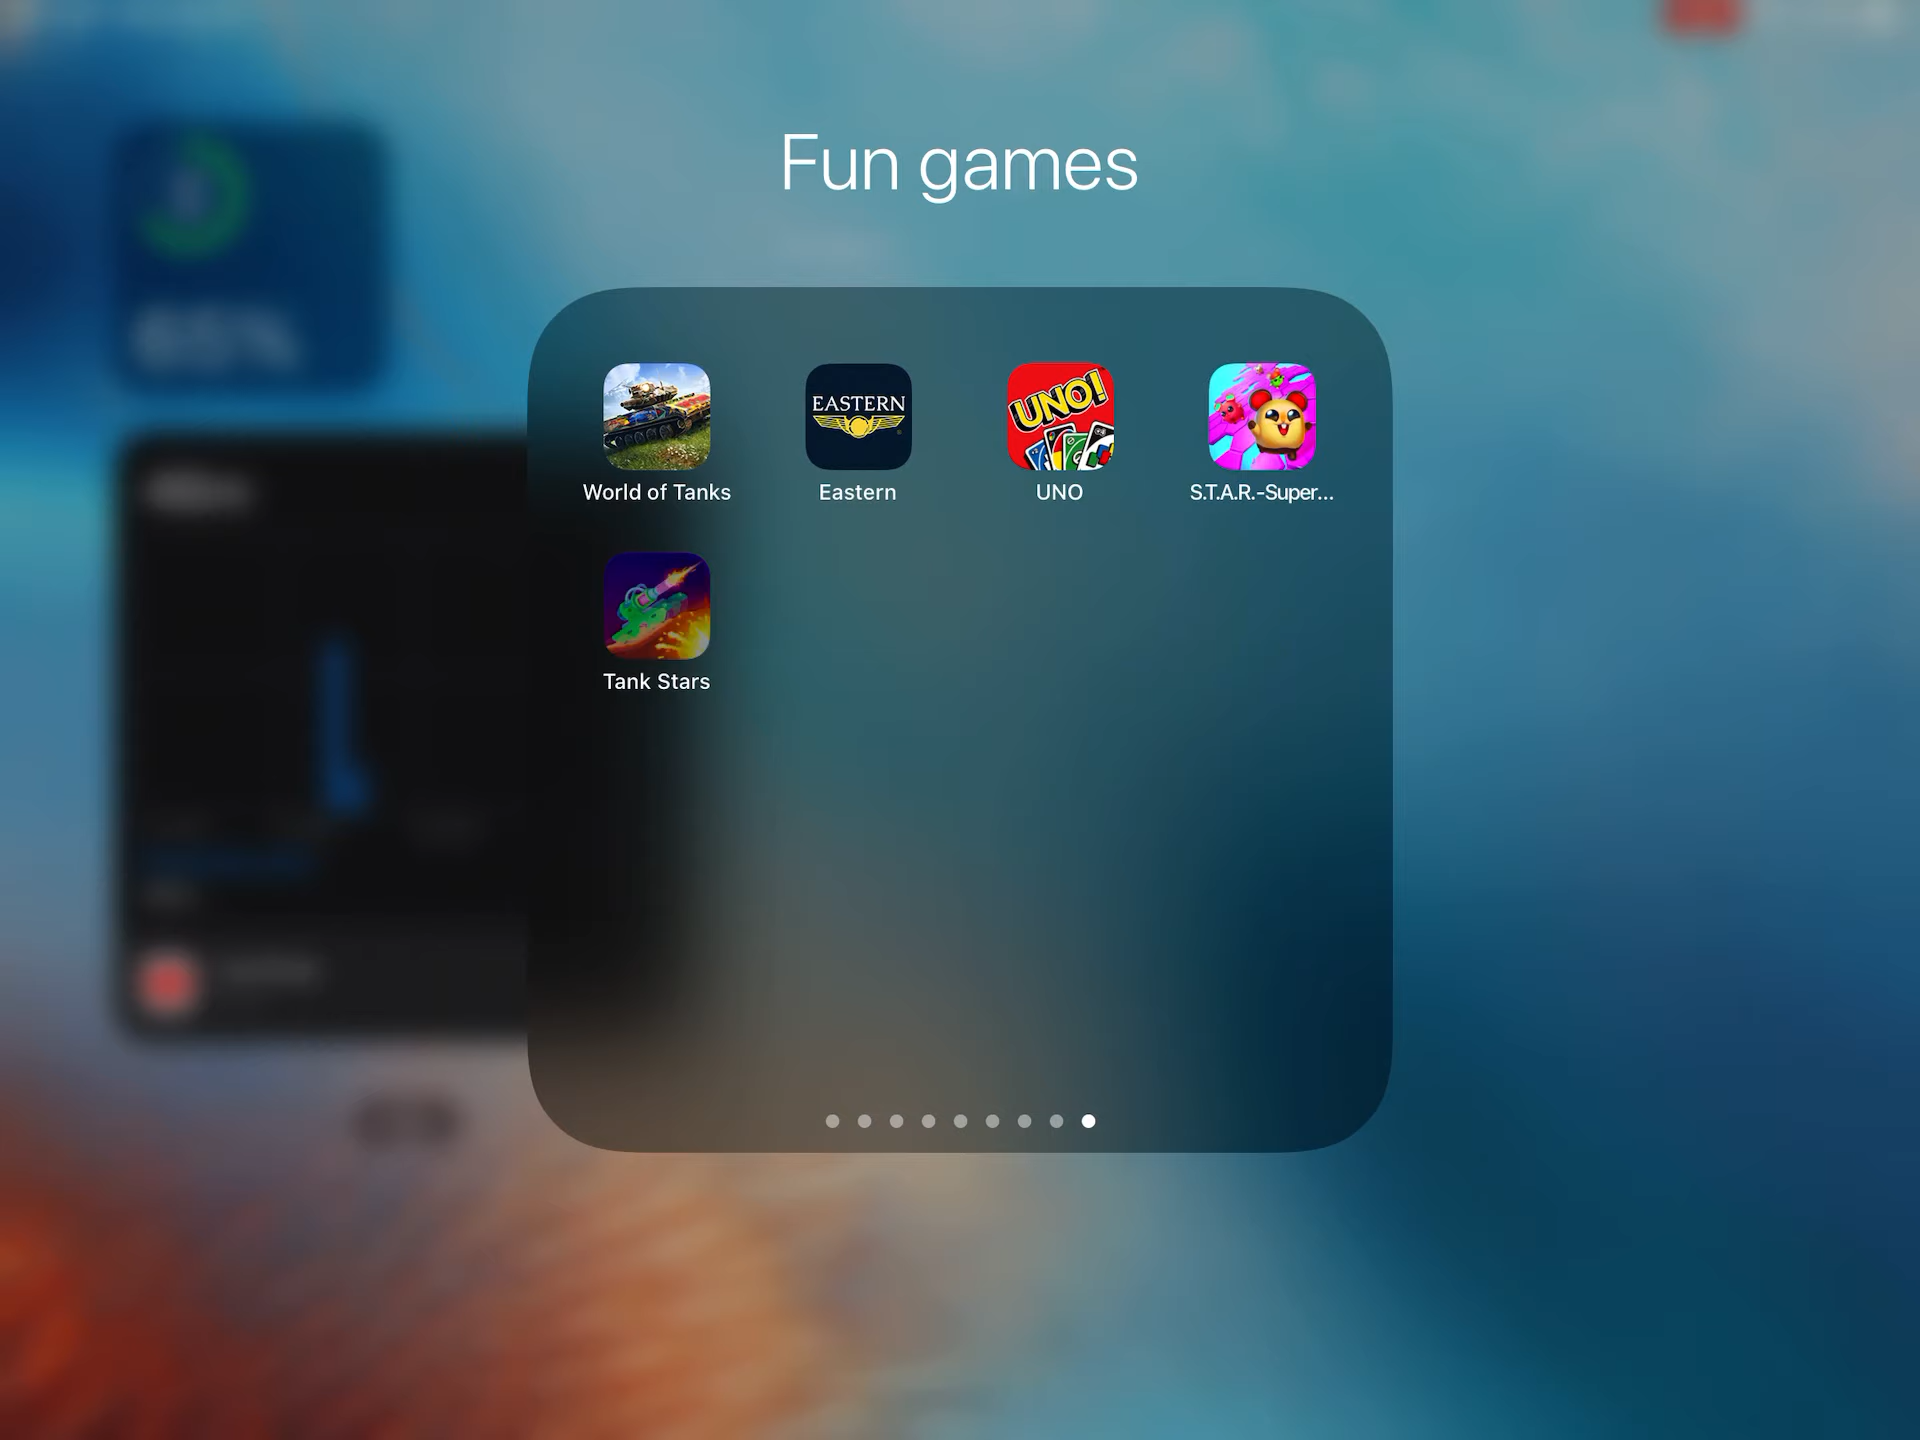 Fun games
EASTERN
UNO!
World of Tanks
Eastern
UNO
S.T.A.R.-Super...
Tank Stars